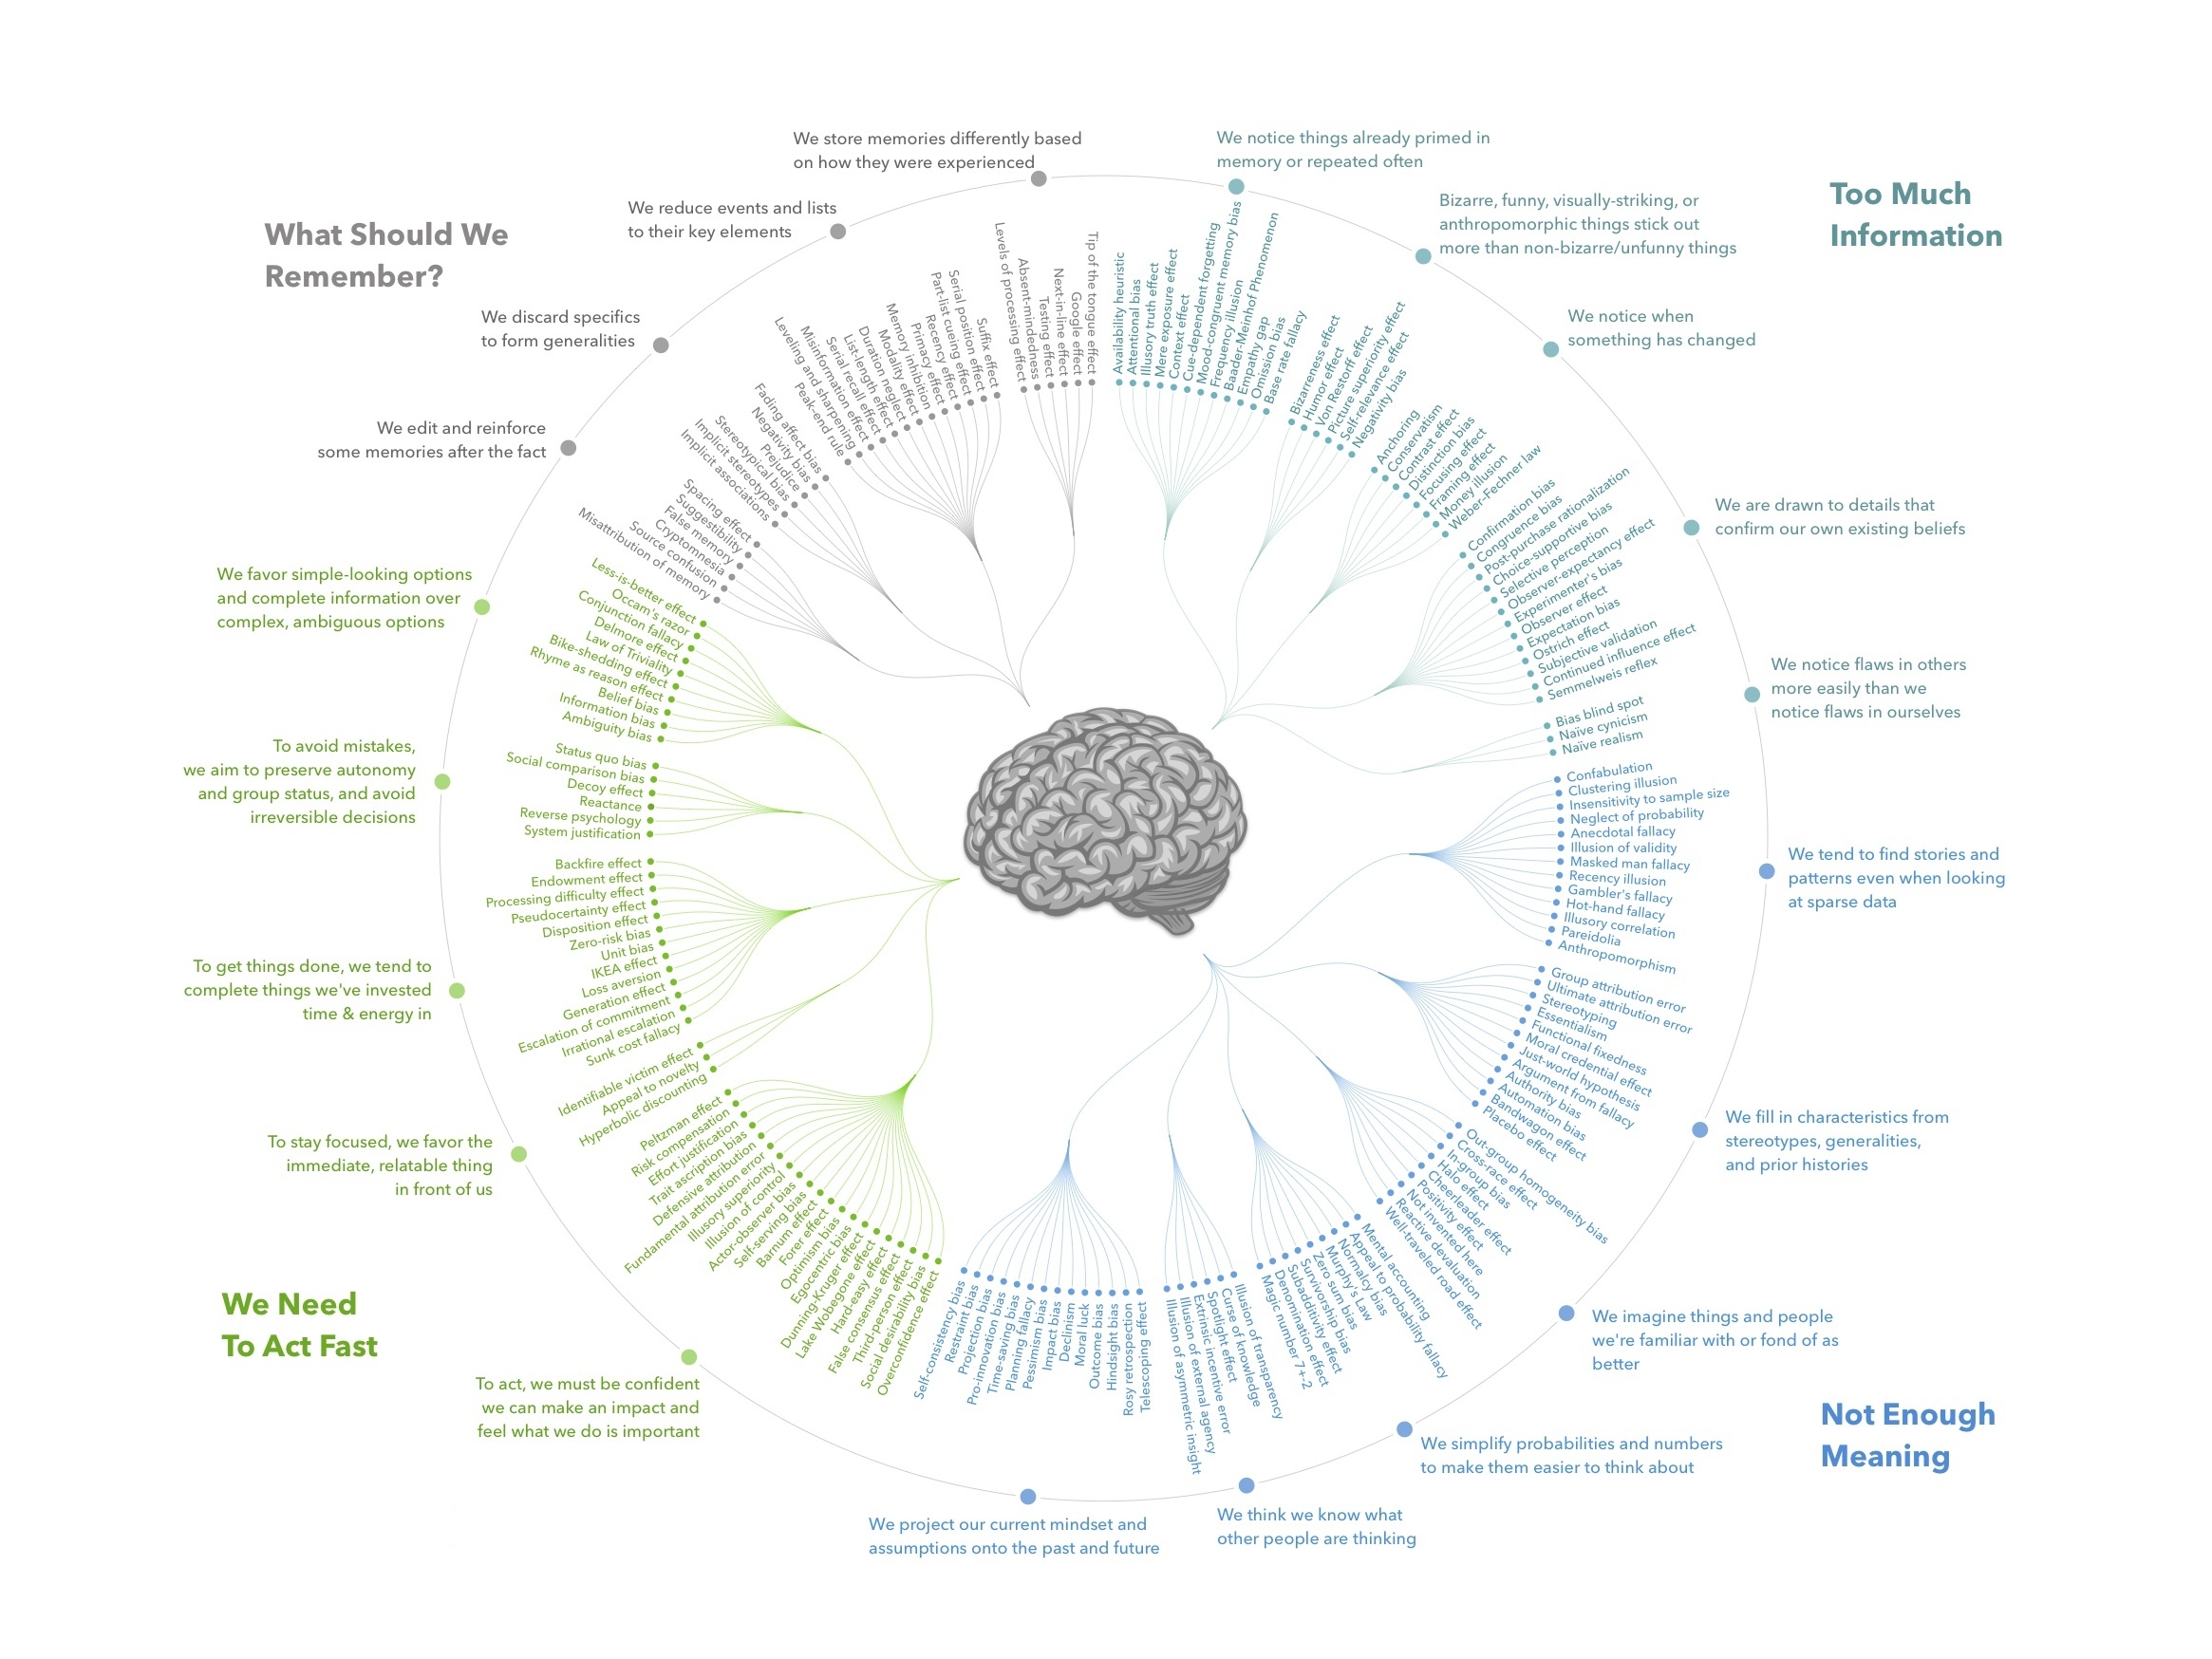 What Should We
Remember?
We store memories differently based
on how they were experienced
We reduce events and lists
to their key elements
We discard specifics
to form generalities
We edit and reinforce
some memories after the fact
Tip of the tongue effect
Google effect
Next-in-line effect
Testing effect
Absent-mindedness
Levels of processing effect
Suffix effect
Serial position effect
Part-list cueing effect
Recency effect
Primacy effect
Memory inhibition
Modality effect
Duration neglect
List-length effect
Serial recall effect
Misinformation effect
Leveling and sharpening
Peak-end rule
Fading affect bias
Negativity bias
Prejudice
Stereotypical bias
Implicit stereotypes
Implicit associations
Spacing effect
Suggestibility
False memory
Cryptomnesia
Source confusion
Misattribution of memory
Too Much
Information
We notice things already primed in
memory or repeated often
Bizarre, funny, visually-striking, or
anthropomorphic things stick out
more than non-bizarre/unfunny things
We notice when
something has changed
We are drawn to details that
confirm our own existing beliefs
We notice flaws in others
more easily than we
notice flaws in ourselves
Availability heuristic
Attentional bias
Illusory truth effect
Mere exposure effect
Context effect
Cue-dependent forgetting
Mood-congruent memory bias
Frequency illusion
Baader-Meinhof Phenomenon
Empathy gap
Omission bias
Base rate fallacy
Bizarreness effect
Humor effect
Von Restorff effect
Picture superiority effect
Self-relevance effect
Negativity bias
Anchoring
Conservatism
Contrast effect
Distinction bias
Focusing effect
Framing effect
Money illusion
Weber-Fechner law
Confirmation bias
Congruence bias
Post-purchase rationalization
Choice-supportive bias
Selective perception
Observer-expectancy effect
Experimenter's bias
Observer effect
Expectation bias
Ostrich effect
Subjective validation
Continued influence effect
Semmelweis reflex
Bias blind spot
Naïve cynicism
Naïve realism
Confabulation
Clustering illusion
Insensitivity to sample size
Neglect of probability
Anecdotal fallacy
Illusion of validity
Masked man fallacy
Recency illusion
Gambler's fallacy
Hot-hand fallacy
Illusory correlation
Pareidolia
Anthropomorphism
Group attribution error
Ultimate attribution error
Stereotyping
Essentialism
Functional fixedness
Moral credential effect
Just-world hypothesis
Argument from fallacy
Authority bias
Automation bias
Bandwagon effect
Placebo effect
Out-group homogeneity bias
Cross-race effect
In-group bias
Halo effect
Cheerleader effect
Positivity effect
Not invented here
Reactive devaluation
Well-traveled road effect
Mental accounting
Appeal to probability fallacy
Normalcy bias
Murphy's Law
Zero sum bias
Survivorship bias
Subadditivity effect
Denomination effect
Magic number 7+-2
Illusion of transparency
Curse of knowledge
Spotlight effect
Extrinsic incentive error
Illusion of external agency
Illusion of asymmetric insight
Telescoping effect
Rosy retrospection
Hindsight bias
Outcome bias
Moral luck
Declinism
Impact bias
Pessimism bias
Planning fallacy
Time-saving bias
Pro-innovation bias
Projection bias
Restraint bias
Self-consistency bias
We tend to find stories and
patterns even when looking
at sparse data
We fill in characteristics from
stereotypes, generalities,
and prior histories
We imagine things and people
we're familiar with or fond of as
better
We simplify probabilities and numbers
to make them easier to think about
We think we know what
other people are thinking
We project our current mindset and
assumptions onto the past and future
Not Enough
Meaning
We favor simple-looking options
and complete information over
complex, ambiguous options
To avoid mistakes,
we aim to preserve autonomy
and group status, and avoid
irreversible decisions
To get things done, we tend to
complete things we've invested
time & energy in
To stay focused, we favor the
immediate, relatable thing
in front of us
To act, we must be confident
we can make an impact and
feel what we do is important
We Need
To Act Fast
Less-is-better effect
Occam's razor
Conjunction fallacy
Delmore effect
Law of Triviality
Bike-shedding effect
Rhyme as reason effect
Belief bias
Information bias
Ambiguity bias
Status quo bias
Social comparison bias
Decoy effect
Reactance
Reverse psychology
System justification
Backfire effect
Endowment effect
Processing difficulty effect
Pseudocertainty effect
Disposition effect
Zero-risk bias
Unit bias
IKEA effect
Loss aversion
Generation effect
Escalation of commitment
Irrational escalation
Sunk cost fallacy
Identifiable victim effect
Appeal to novelty
Hyperbolic discounting
Peltzman effect
Risk compensation
Effort justification
Trait ascription bias
Defensive attribution
Fundamental attribution error
Illusory superiority
Illusion of control
Actor-observer bias
Self-serving bias
Barnum effect
Forer effect
Optimism bias
Egocentric bias
Dunning Kruger effect
Lake Wobegone effect
Hard-easy effect
False consensus effect
Third-person effect
Social desirability bias
Overconfidence effect